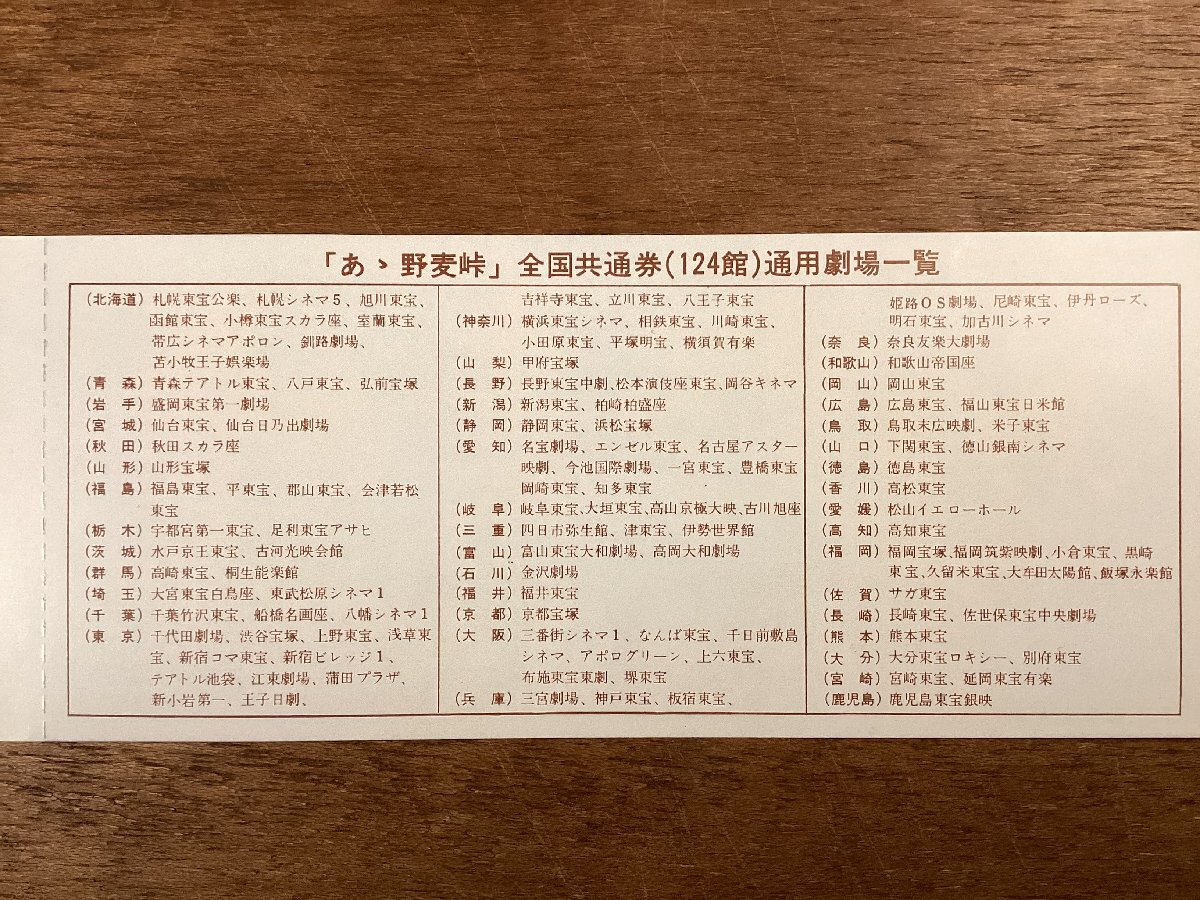 「あゝ野麦峠」全国共通券(124館)通用劇場一覧
(北海道) 札幌東宝公楽、札幌シネマ5、旭川東宝、
函館東宝、小樽東宝スカラ座、室蘭東宝、
帯広シネマアポロン、釧路劇場、
苫小牧王子娯楽場
(青 森) 青森テアトル東宝、八戸東宝、弘前宝塚
(岩 手) 盛岡東宝第一劇場
(宮 城) 仙台東宝、仙台日乃出劇場
(秋 田) 秋田スカラ座
(山 形) 山形宝塚
(福 島) 福島東宝、平東宝、郡山東宝、会津若松
東宝
(栃 木) 宇都宮第一東宝、足利東宝アサヒ
(茨 城) 水戸京王東宝、古河光映会館
(群 馬) 高崎東宝、桐生能楽館
(埼 玉) 大宮東宝白鳥座、東武松原シネマ1
(千 葉) 千葉竹沢東宝、船橋名画座、八幡シネマ1
(東 京) 千代田劇場、渋谷宝塚、上野東宝、浅草東
宝、新宿コマ東宝、新宿ビレッジ1、
テアトル池袋、江東劇場、蒲田プラザ、
新小岩第一、王子日劇、
吉祥寺東宝、立川東宝、八王子東宝
(神奈川) 横浜東宝シネマ、相鉄東宝、川崎東宝、
小田原東宝、平塚明宝、横須賀有楽
(山 梨) 甲府宝塚
(長 野) 長野東宝中劇、松本演伎座東宝、岡谷キネマ
(新 潟) 新潟東宝、柏崎柏盛座
(静 岡) 静岡東宝、浜松宝塚
(愛 知) 名宝劇場、エンゼル東宝、名古屋アスター
映劇、今池国際劇場、一宮東宝、豊橋東宝
岡崎東宝、知多東宝
(岐 阜) 岐阜東宝、大垣東宝、高山京極大映、古川旭座
(三 重) 四日市弥生館、津東宝、伊勢世界館
(富 山) 富山東宝大和劇場、高岡大和劇場
(石 川) 金沢劇場
(福 井) 福井東宝
(京 都) 京都宝塚
(大 阪) 三番街シネマ1、なんば東宝、千日前敷島
シネマ、アポログリーン、上六東宝、
布施東宝東劇、堺東宝
(兵 庫) 三宮劇場、神戸東宝、板宿東宝、
姫路OS劇場、尼崎東宝、伊丹ローズ、
明石東宝、加古川シネマ
(奈 良) 奈良友楽大劇場
(和歌山) 和歌山帝国座
(岡 山) 岡山東宝
(広 島) 広島東宝、福山東宝日米館
(鳥 取) 鳥取末広映劇、米子東宝
(山 口) 下関東宝、徳山銀南シネマ
(徳 島) 徳島東宝
(香 川) 高松東宝
(愛 媛) 松山イエローホール
(高 知) 高知東宝
(福 岡) 福岡宝塚、福岡筑紫映劇、小倉東宝、黒崎
東宝、久留米東宝、大牟田太陽館、飯塚永楽館
(佐 賀) サガ東宝
(長 崎) 長崎東宝、佐世保東宝中央劇場
(熊 本) 熊本東宝
(大 分) 大分東宝ロキシー、別府東宝
(宮 崎) 宮崎東宝、延岡東宝有楽
(鹿児島) 鹿児島東宝銀映